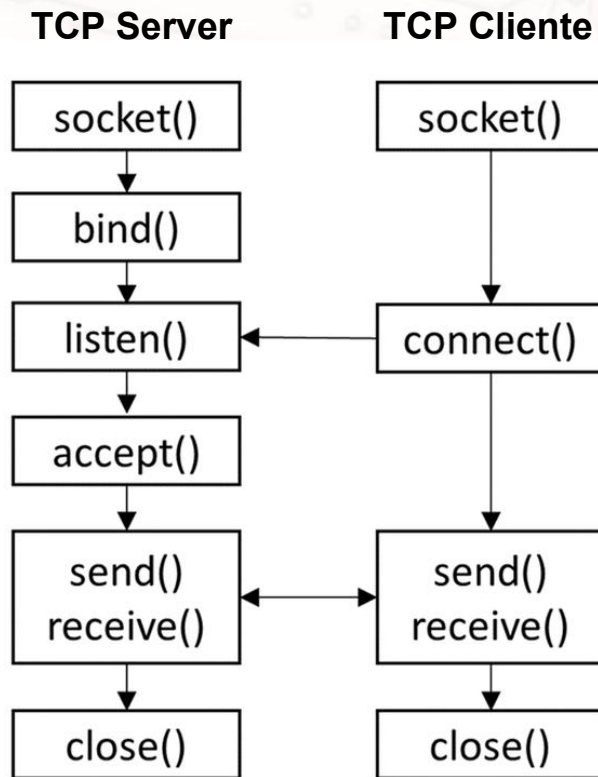 TCP Server
TCP Cliente
socket()
socket()
bind()
listen()
connect()
accept()
send()
receive()
send()
receive()
close()
close()